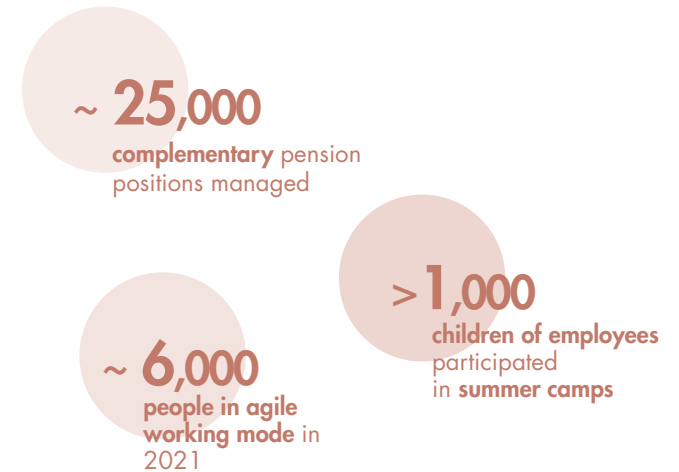 ~ 25,000
complementary pension
positions managed
> 1,000
children of employees
participated
in summer camps
~ 6,000
people in agile
working mode in
2021